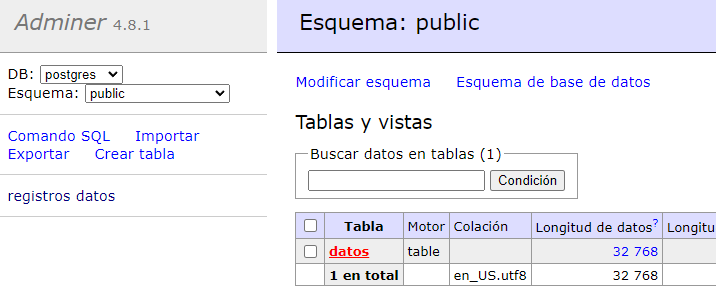 Adminer 4.8.1
DB: postgres
Esquema: public
Comando SQL Importar
Exportar Crear tabla
registros datos
Esquema: public
Modificar esquema Esquema de base de datos
Tablas y vistas
Buscar datos en tablas (1)
Condición
Tabla Motor Colación Longitud de datos? Longitu
datos table 32 768
1 en total en_US.utf8 32 768